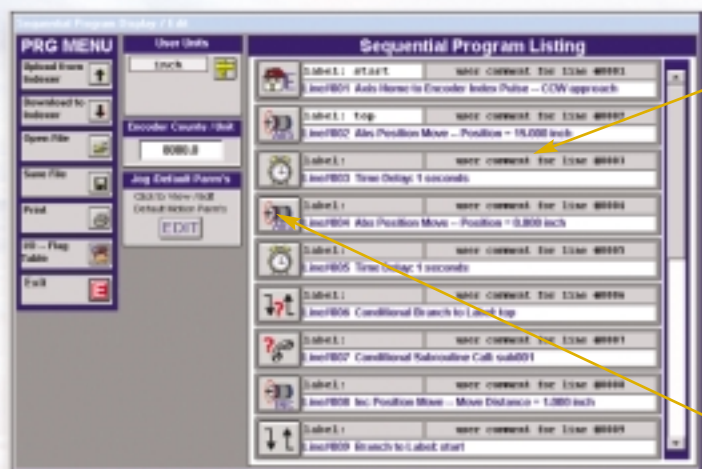 Sequential Program Display / Edit
PRG MENU
Upload from
Indexer
Download to
Indexer
Open File
Save File
Print
I/O -- Flag
Table
Exit
E
User Units
inch
Encoder Counts /Unit
8000.0
Jog Default Parm's
Click to View /Edit
Default Motion Parm's
EDIT
Sequential Program Listing
label: start user comment for line #0001
Line#001 Axis Home to Encoder Index Pulse -- CCW approach
label: top user comment for line #0002
Line#002 Abs Position Move -- Position = 15.000 inch
label: user comment for line #0003
Line#003 Time Delay: 1 seconds
label: user comment for line #0004
Line#004 Abs Position Move -- Position = 0.000 inch
label: user comment for line #0005
Line#005 Time Delay: 1 seconds
label: user comment for line #0006
Line#006 Conditional Branch to Label: top
label: user comment for line #0007
Line#007 Conditional Subroutine Call: sub001
label: user comment for line #0008
Line#008 Inc Position Move -- Move Distance = 1.000 inch
label: user comment for line #0009
Line#009 Branch to Label: start